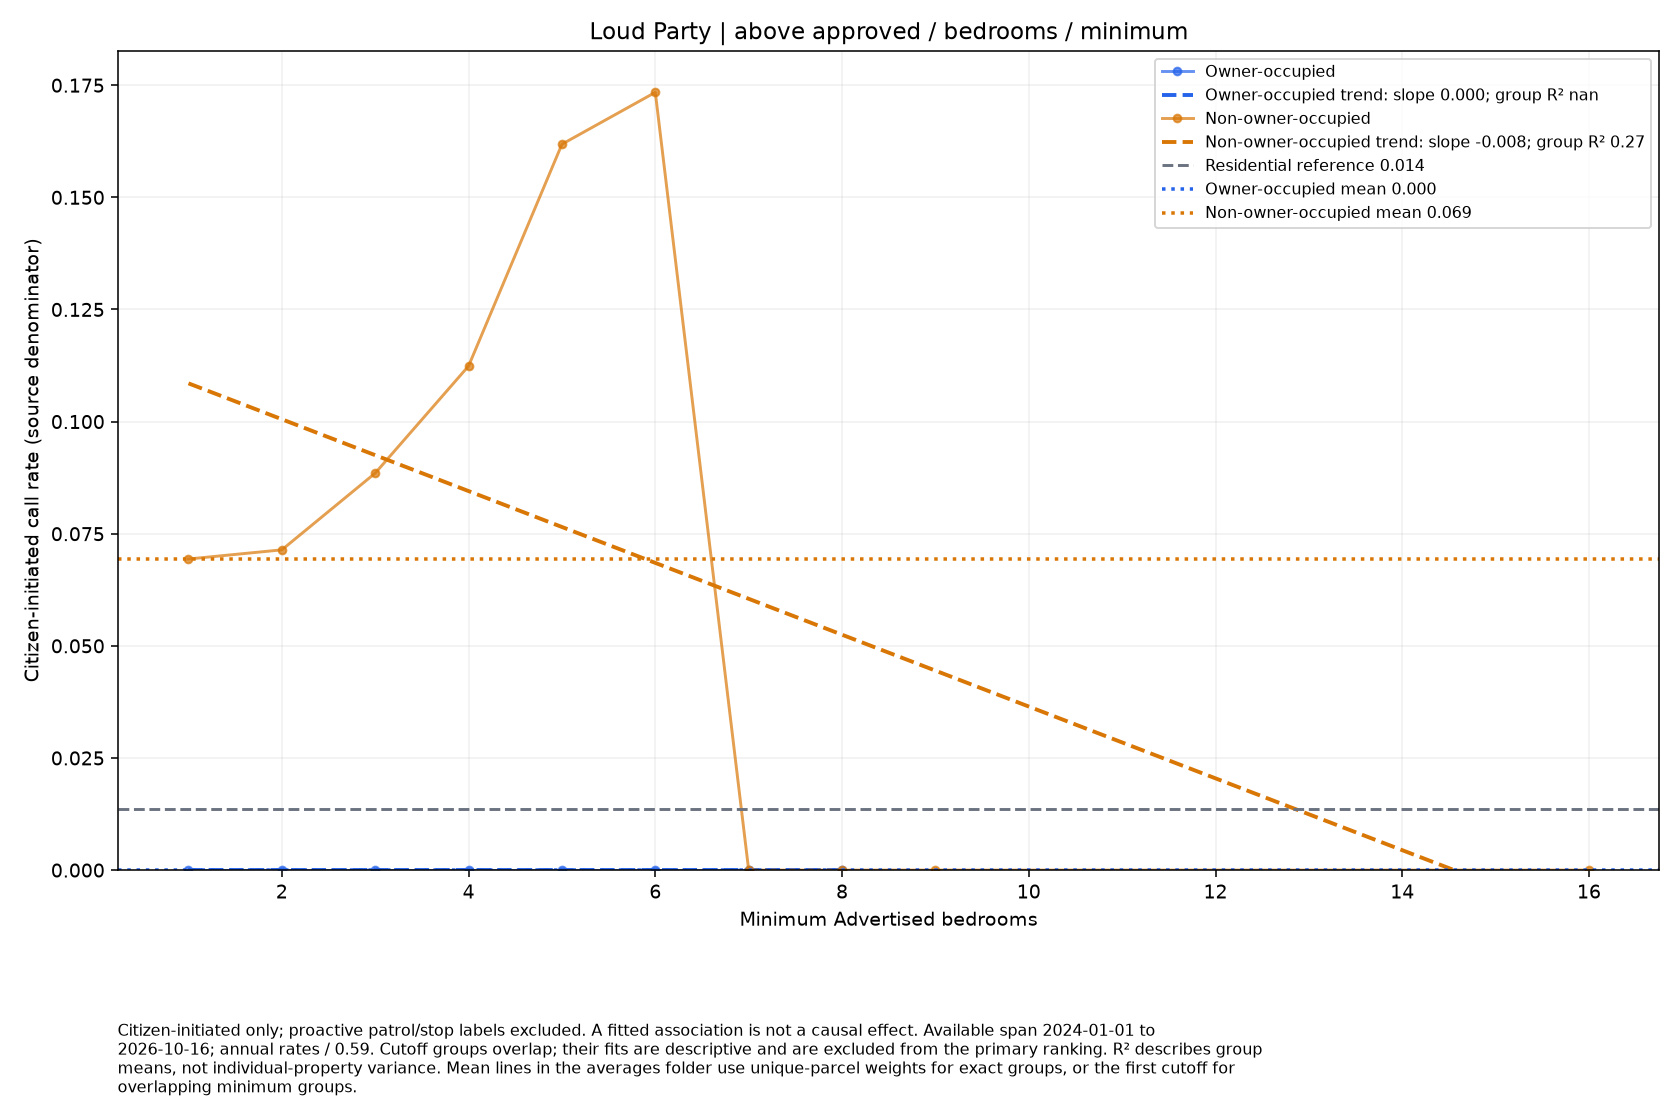 Loud Party | above approved / bedrooms / minimum
Owner-occupied
Owner-occupied trend: slope 0.000; group R² nan
Non-owner-occupied
Non-owner-occupied trend: slope -0.008; group R² 0.27
Residential reference 0.014
Owner-occupied mean 0.000
Non-owner-occupied mean 0.069
Citizen-initiated call rate (source denominator)
0.175
0.150
0.125
0.100
0.075
0.050
0.025
0.000
2 4 6 8 10 12 14 16
Minimum Advertised bedrooms
Citizen-initiated only; proactive patrol/stop labels excluded. A fitted association is not a causal effect. Available span 2024-01-01 to
2026-10-16; annual rates / 0.59. Cutoff groups overlap; their fits are descriptive and are excluded from the primary ranking. R² describes group
means, not individual-property variance. Mean lines in the averages folder use unique-parcel weights for exact groups, or the first cutoff for
overlapping minimum groups.